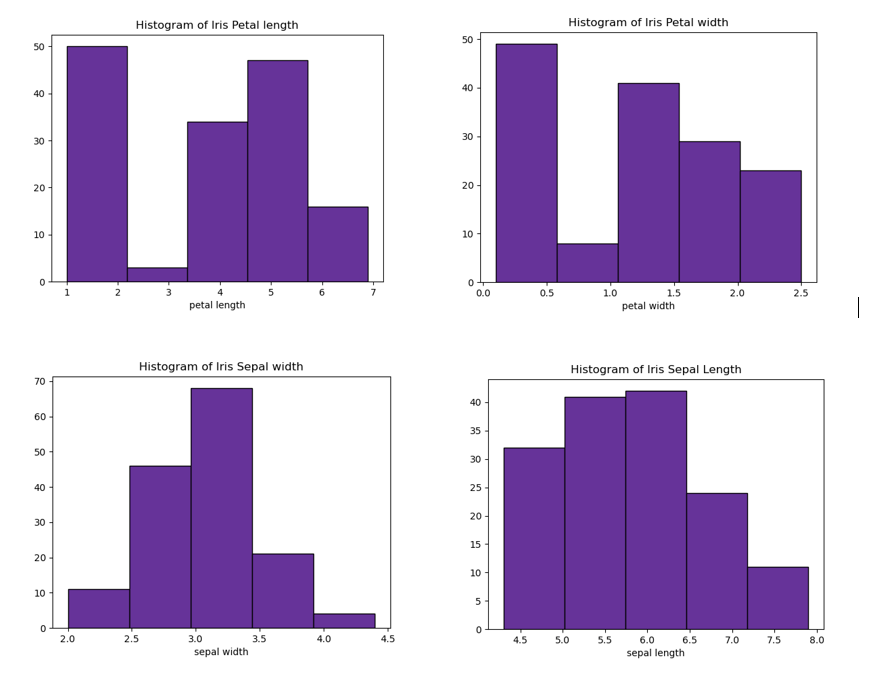 Histogram of Iris Petal length
50
40
30
20
10
0
1 2 3 4 5 6 7
petal length
Histogram of Iris Petal width
50
40
30
20
10
0
0.0 0.5 1.0 1.5 2.0 2.5
petal width
Histogram of Iris Sepal width
70
60
50
40
30
20
10
0
2.0 2.5 3.0 3.5 4.0 4.5
sepal width
Histogram of Iris Sepal Length
40
35
30
25
20
15
10
5
0
4.5 5.0 5.5 6.0 6.5 7.0 7.5 8.0
sepal length